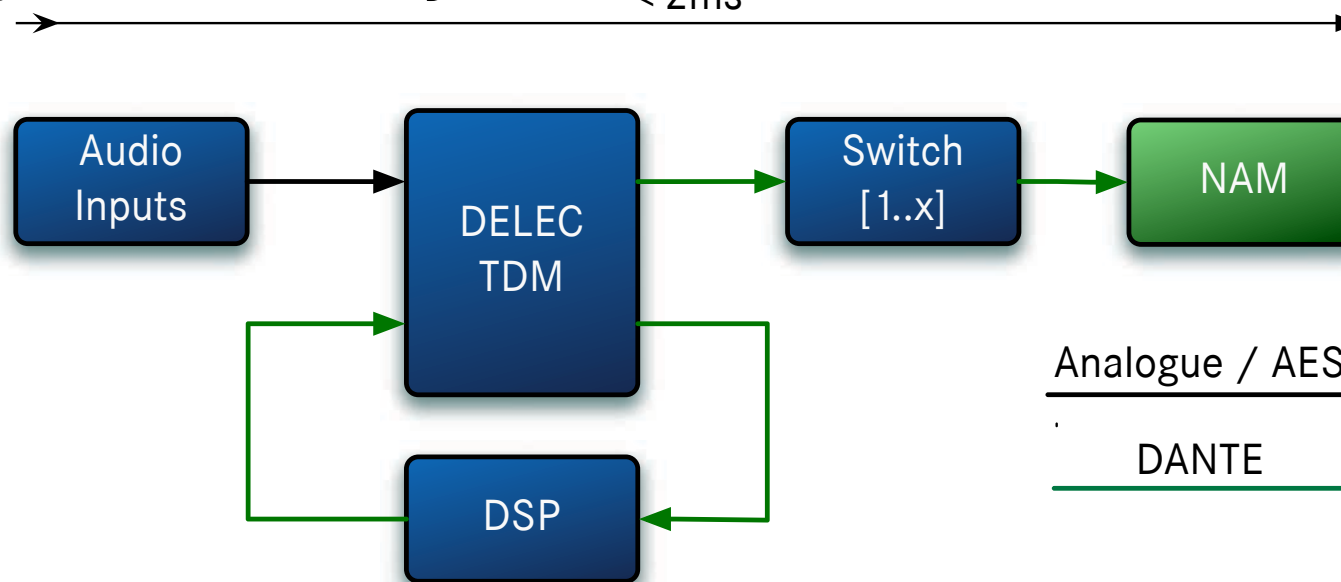 < 2ms
Audio
Inputs
DELEC
TDM
Switch
[1..x]
NAM
Analogue / AES
DANTE
DSP